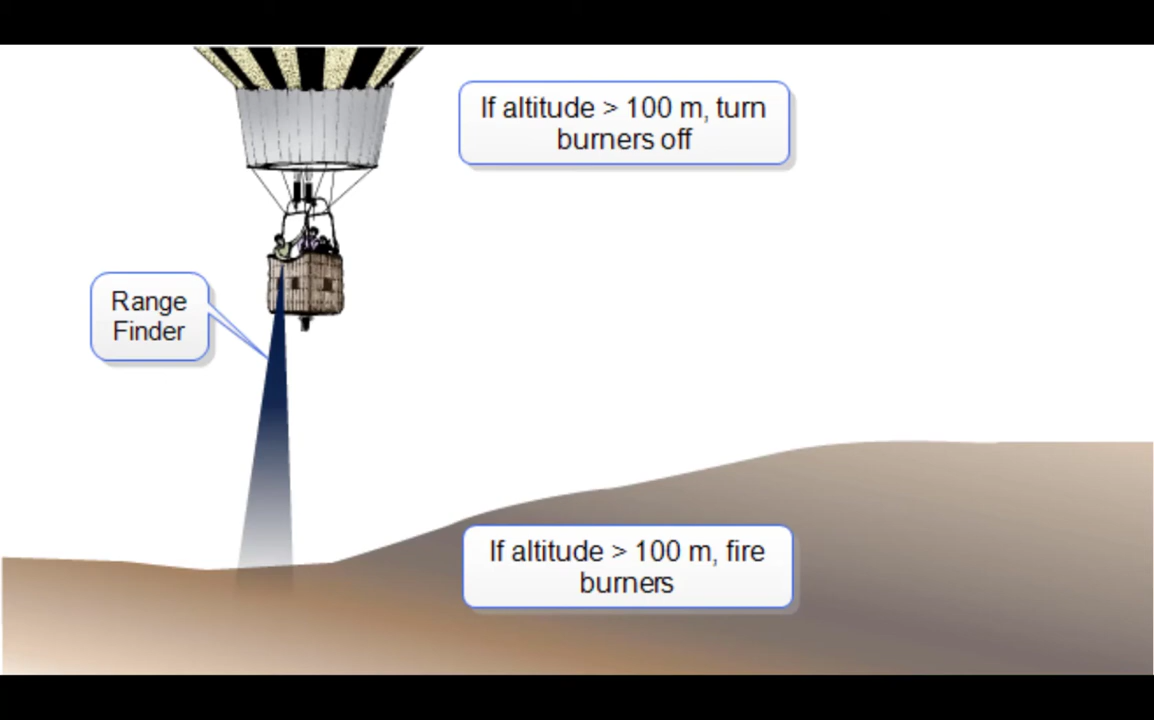 If altitude > 100 m, turn
burners off
Range
Finder
If altitude > 100 m, fire
burners